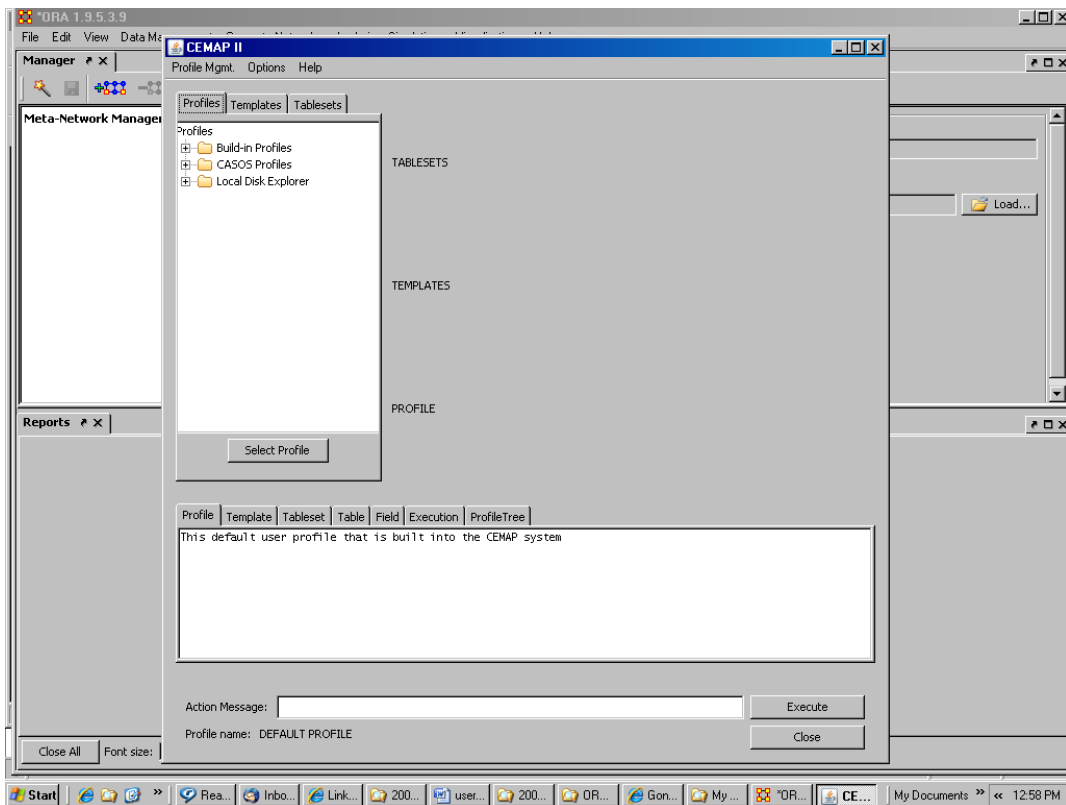 *ORA 1.9.5.3.9
File Edit View Data Ma
CEMAP II
Manager
Profile Mgmt. Options Help
Profiles Templates Tablesets
Meta-Network Manager
Profiles
Build-in Profiles
CASOS Profiles
Local Disk Explorer
TABLESETS
Load...
TEMPLATES
PROFILE
Reports
Select Profile
Profile Template Tableset Table Field Execution ProfileTree
This default user profile that is built into the CEMAP system
Action Message:
Execute
Profile name: DEFAULT PROFILE
Close
Close All Font size:
Start » Rea... Inbo... Link... 200... user... 200... OR... Gon... My ... *OR... CE... My Documents » « 12:58 PM